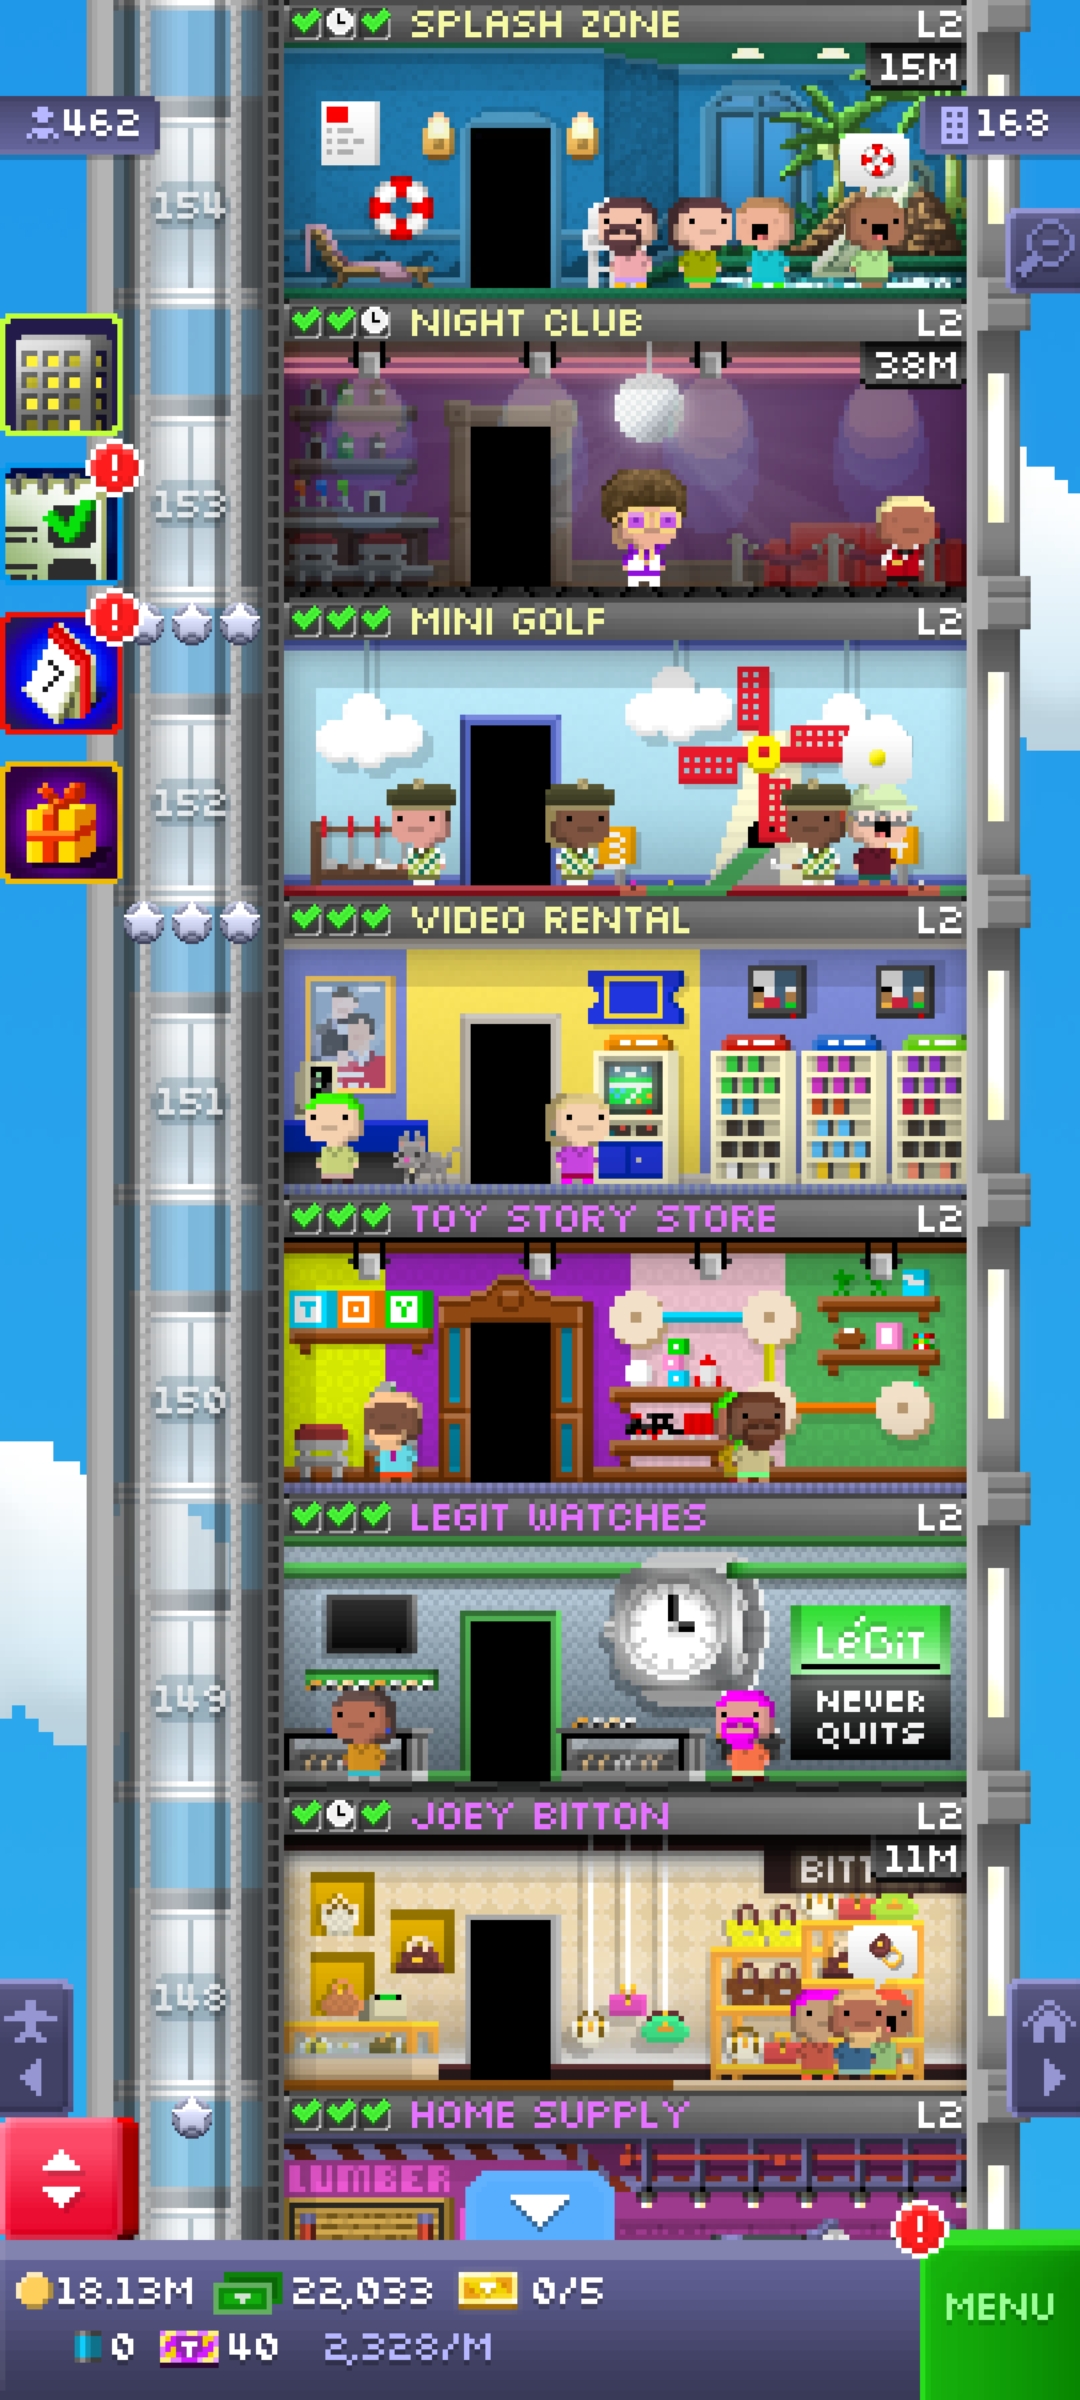 SPLASH ZONE L2
15M
462
168
154
NIGHT CLUB L2
38M
153
MINI GOLF L2
152
VIDEO RENTAL L2
151
TOY STORY STORE L2
TOY
150
LEGIT WATCHES L2
LéGiT
NEVER
QUITS
149
JOEY BITTON L2
11M
BITT
148
HOME SUPPLY L2
LUMBER
18.13M 22,033 0/5
0 40 2,328/M
MENU